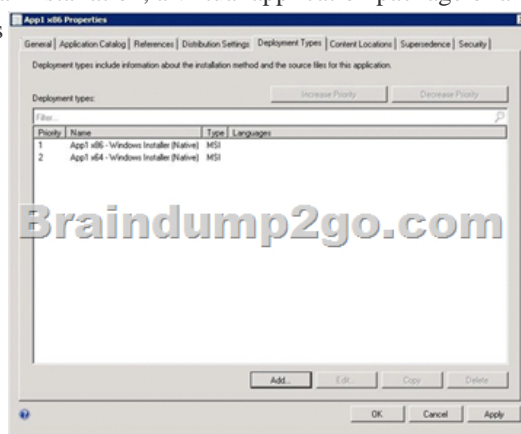 App1 x86 Properties
General | Application Catalog | References | Distribution Settings | Deployment Types | Content Locations | Supersedence | Security
Deployment types include information about the installation method and the source files for this application.
Increase Priority Decrease Priority
Deployment types:
Filter...
Priority Name Type Languages
1 App1 x86 - Windows Installer (Native) MSI
2 App1 x64 - Windows Installer (Native) MSI
Braindump2go.com
Add... Edit... Copy Delete
OK Cancel Apply